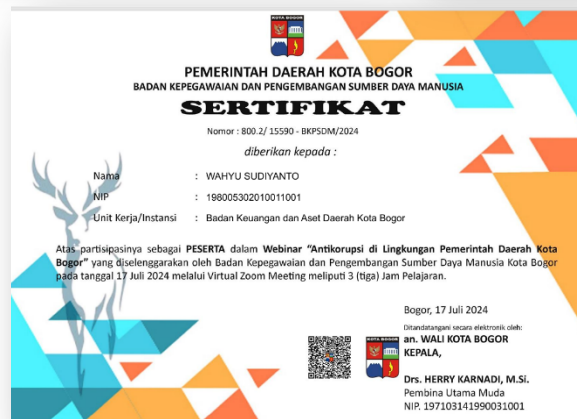 KOTA BOGOR
PEMERINTAH DAERAH KOTA BOGOR
BADAN KEPEGAWAIAN DAN PENGEMBANGAN SUMBER DAYA MANUSIA
SERTIFIKAT
Nomor : 800.2/ 15590 - BKPSDM/2024
diberikan kepada :
Nama : WAHYU SUDIYANTO
NIP : 198005302010011001
Unit Kerja/Instansi : Badan Keuangan dan Aset Daerah Kota Bogor
Atas partisipasinya sebagai PESERTA dalam Webinar "Antikorupsi di Lingkungan Pemerintah Daerah Kota
Bogor" yang diselenggarakan oleh Badan Kepegawaian dan Pengembangan Sumber Daya Manusia Kota Bogor
pada tanggal 17 Juli 2024 melalui Virtual Zoom Meeting meliputi 3 (tiga) Jam Pelajaran.
Bogor, 17 Juli 2024
Ditandatangani secara elektronik oleh:
an. WALI KOTA BOGOR
KEPALA,
KOTA BOGOR
Drs. HERRY KARNADI, M.Si.
Pembina Utama Muda
NIP. 197103141990031001